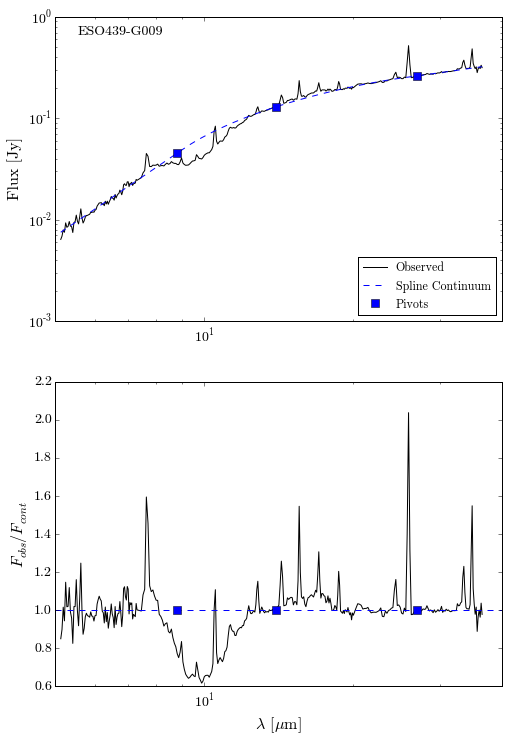 ESO439-G009
Flux [Jy]
10^0
10^-1
10^-2
10^-3
Observed
Spline Continuum
Pivots
10^1
F_obs/F_cont
2.2
2.0
1.8
1.6
1.4
1.2
1.0
0.8
0.6
10^1
λ [μm]